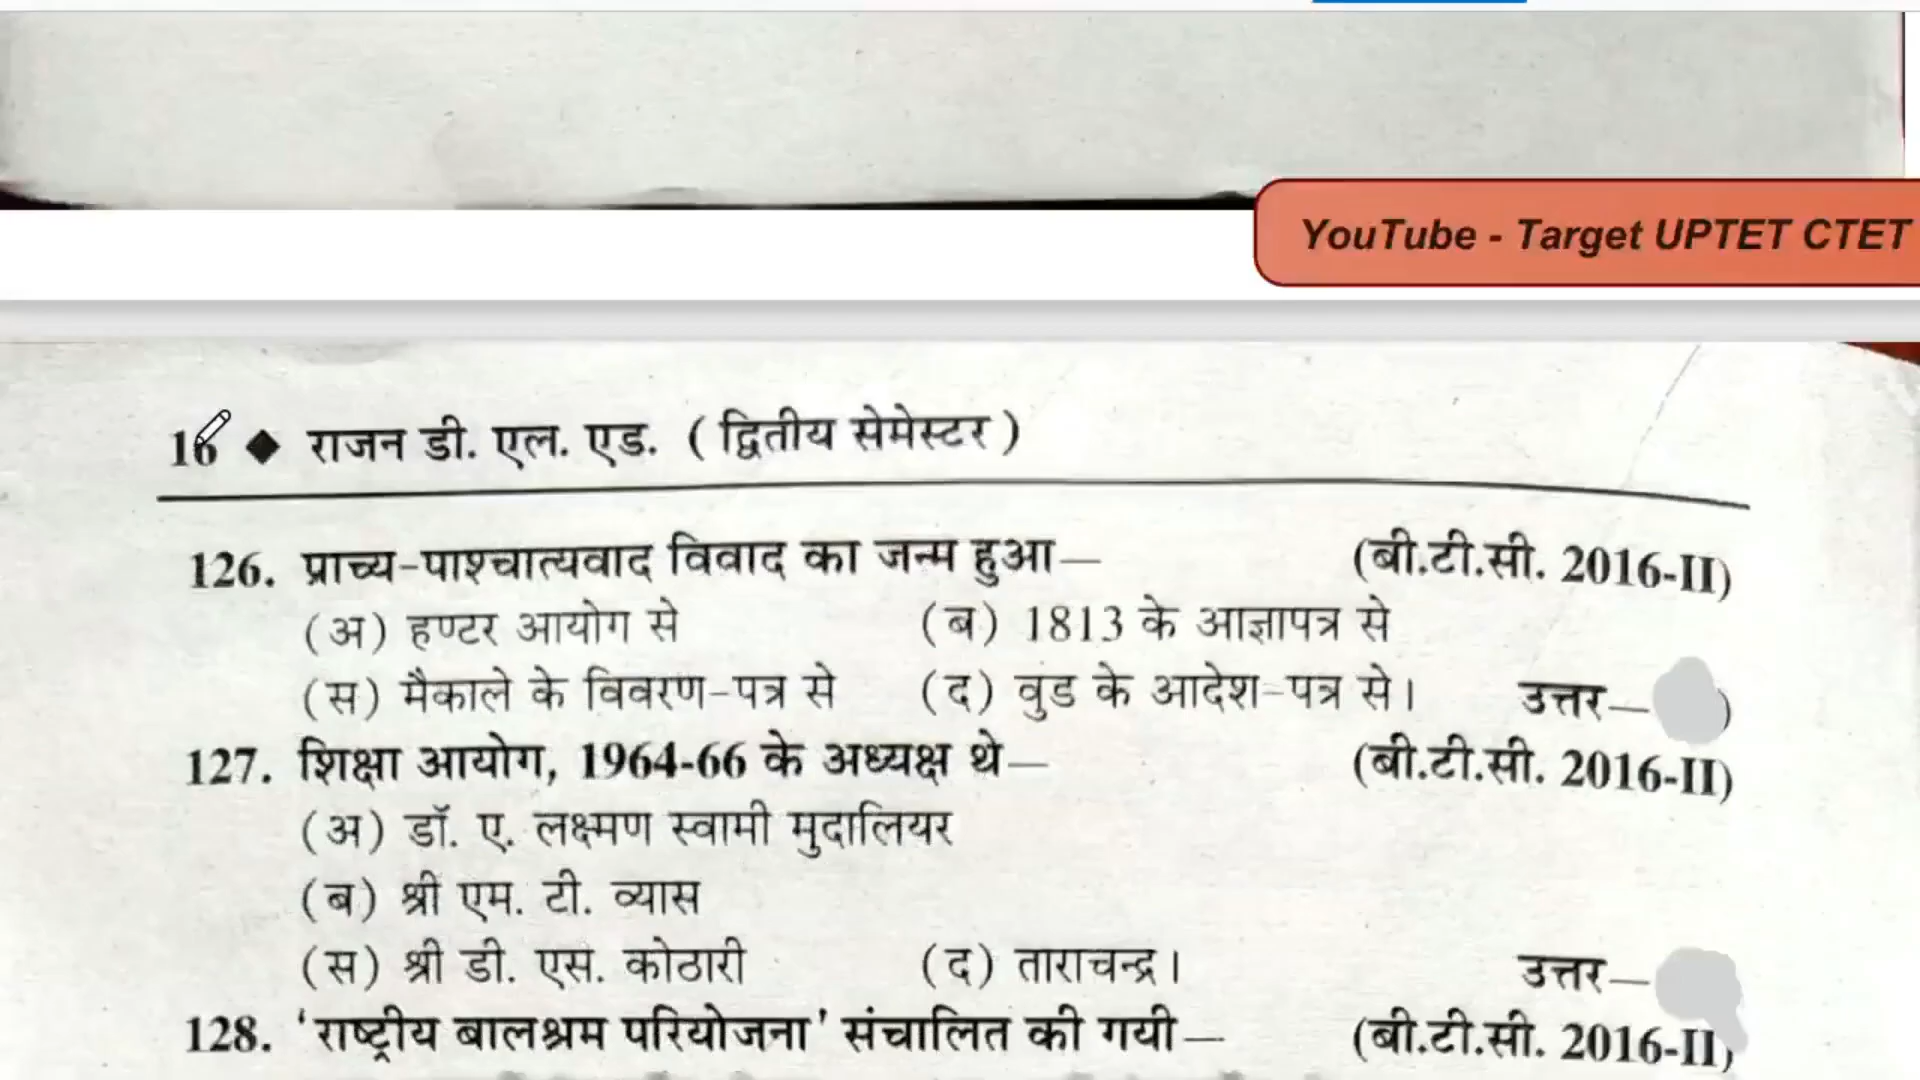 YouTube - Target UPTET CTET
16 ◆ राजन डी. एल. एड. ( द्वितीय सेमेस्टर )
126. प्राच्य-पाश्चात्यवाद विवाद का जन्म हुआ— (बी.टी.सी. 2016-II)
(अ) हण्टर आयोग से (ब) 1813 के आज्ञापत्र से
(स) मैकाले के विवरण-पत्र से (द) वुड के आदेश-पत्र से। उत्तर— )
127. शिक्षा आयोग, 1964-66 के अध्यक्ष थे— (बी.टी.सी. 2016-II)
(अ) डॉ. ए. लक्ष्मण स्वामी मुदालियर
(ब) श्री एम. टी. व्यास
(स) श्री डी. एस. कोठारी (द) ताराचन्द्र। उत्तर—
128. ‘राष्ट्रीय बालश्रम परियोजना’ संचालित की गयी— (बी.टी.सी. 2016-II)